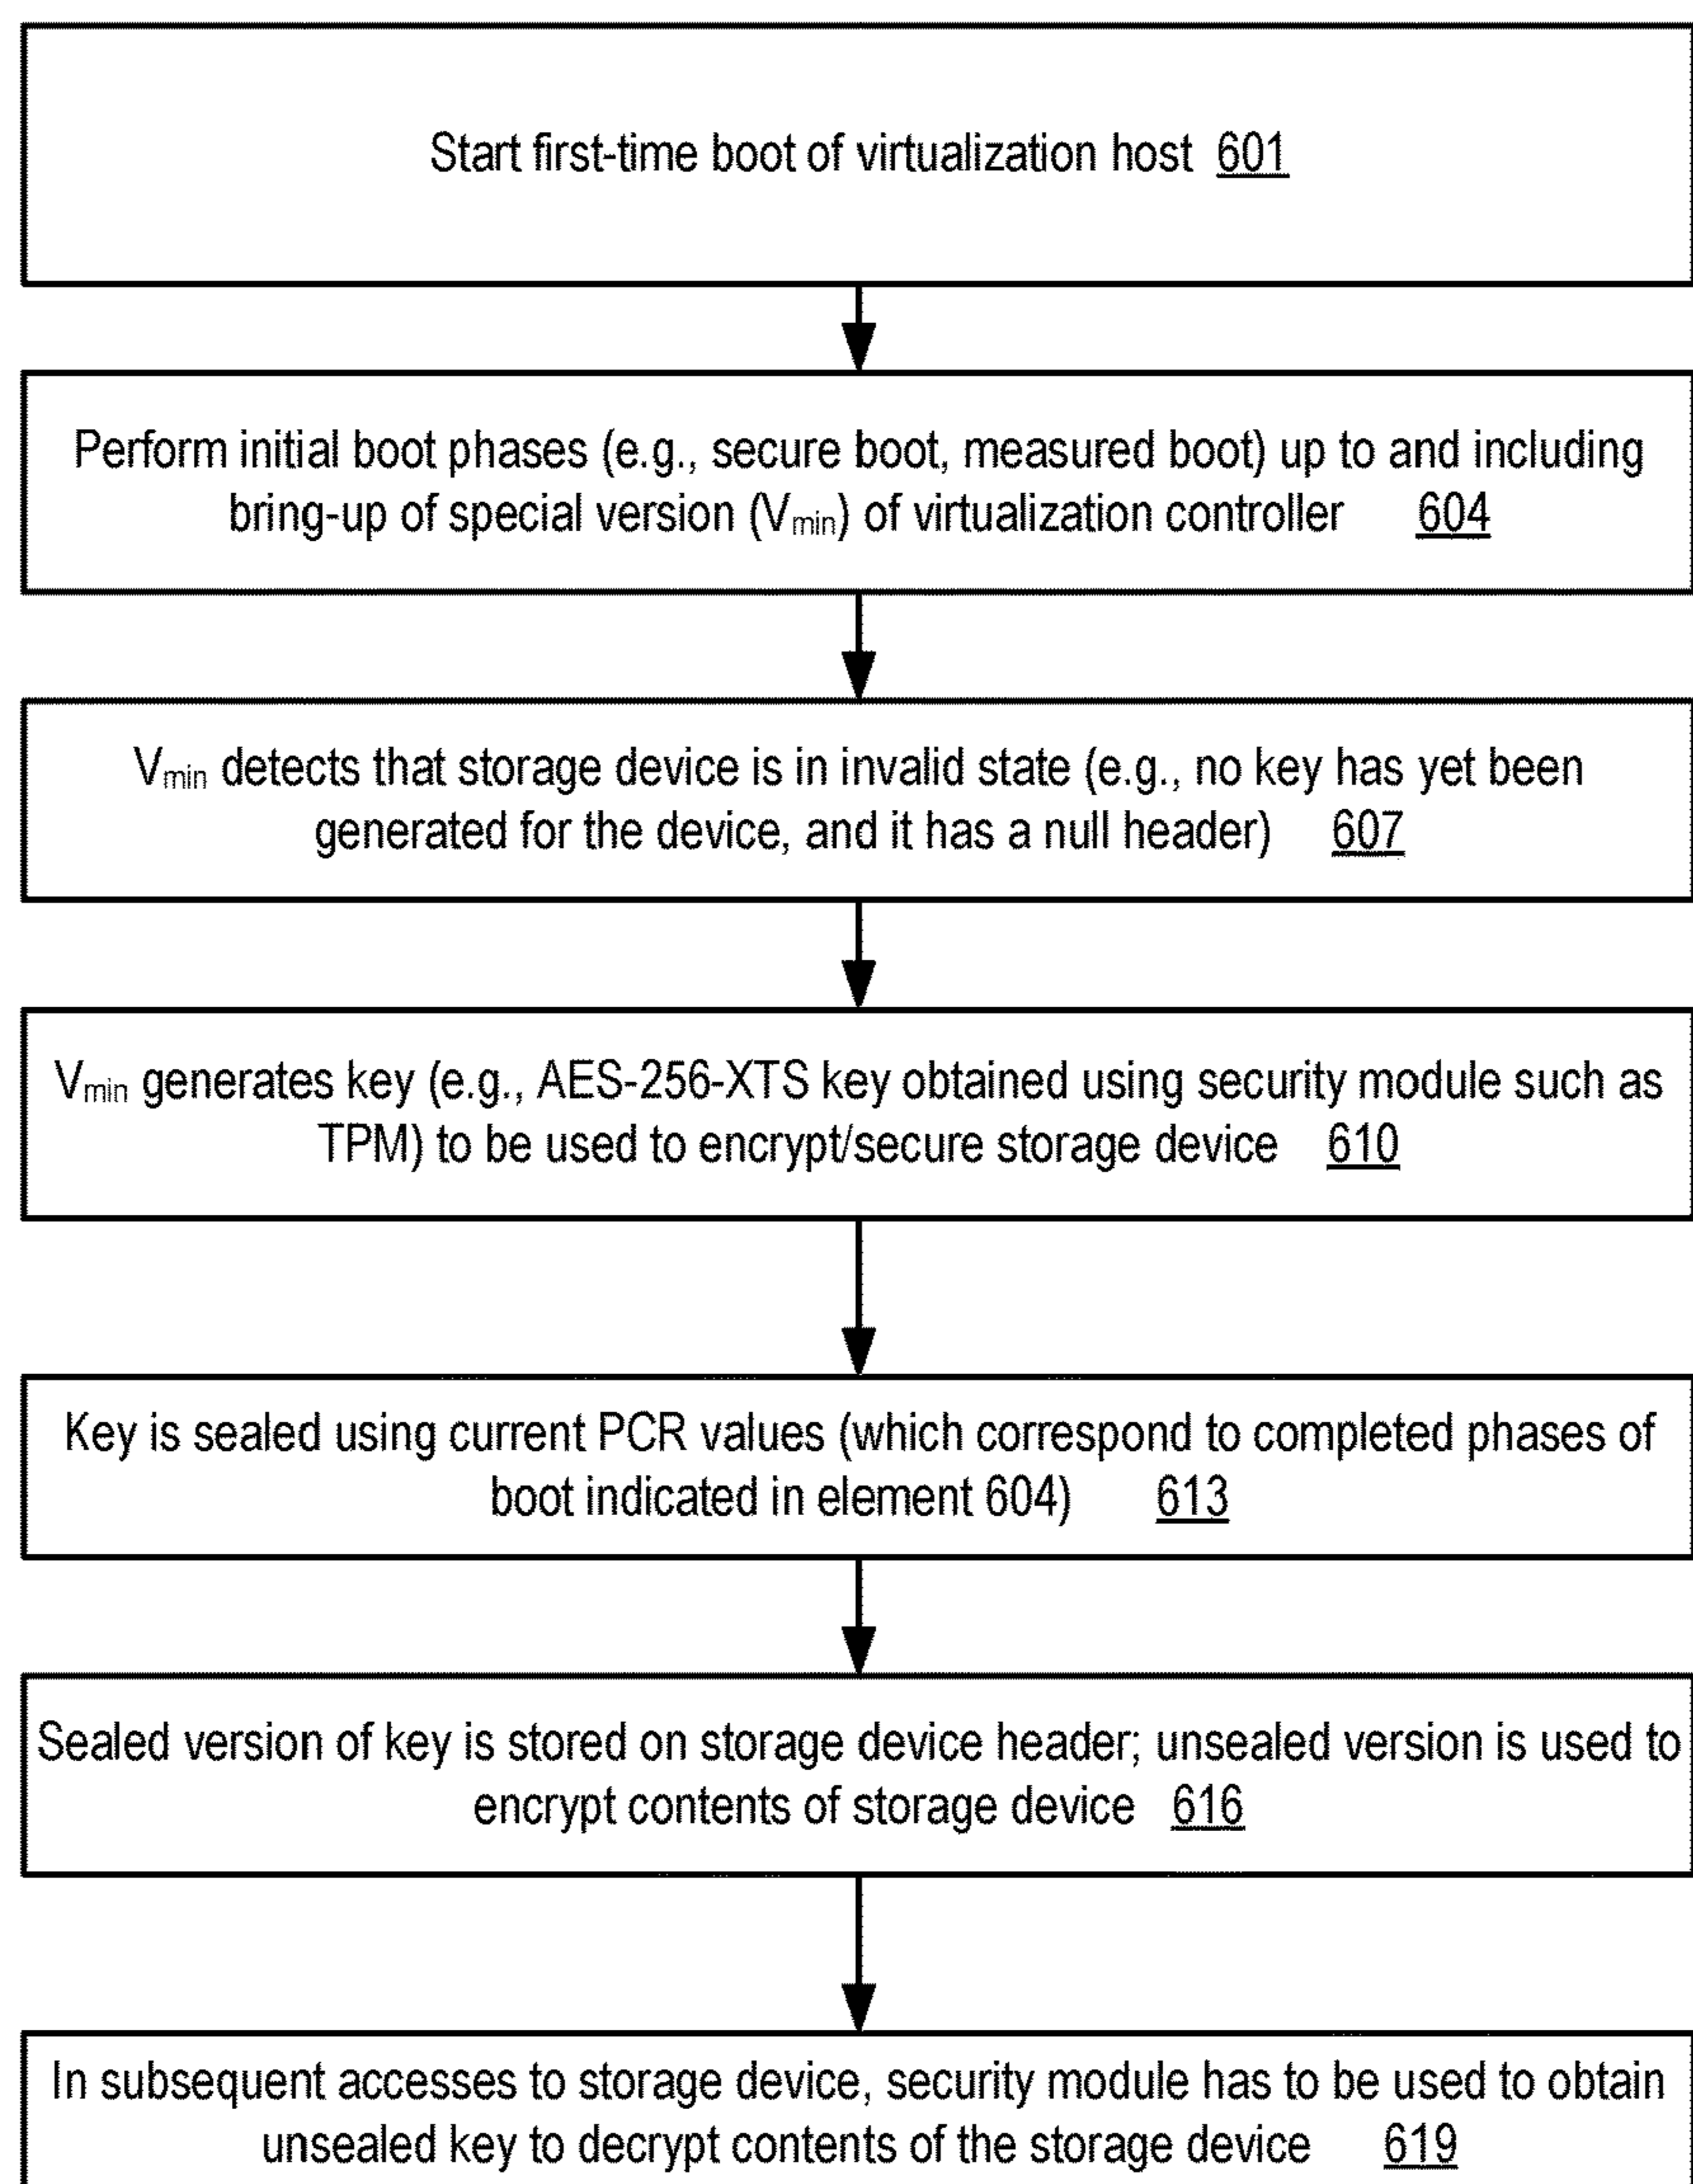 Start first-time boot of virtualization host 601
Perform initial boot phases (e.g., secure boot, measured boot) up to and including
bring-up of special version (Vmin) of virtualization controller 604
Vmin detects that storage device is in invalid state (e.g., no key has yet been
generated for the device, and it has a null header) 607
Vmin generates key (e.g., AES-256-XTS key obtained using security module such as
TPM) to be used to encrypt/secure storage device 610
Key is sealed using current PCR values (which correspond to completed phases of
boot indicated in element 604) 613
Sealed version of key is stored on storage device header; unsealed version is used to
encrypt contents of storage device 616
In subsequent accesses to storage device, security module has to be used to obtain
unsealed key to decrypt contents of the storage device 619